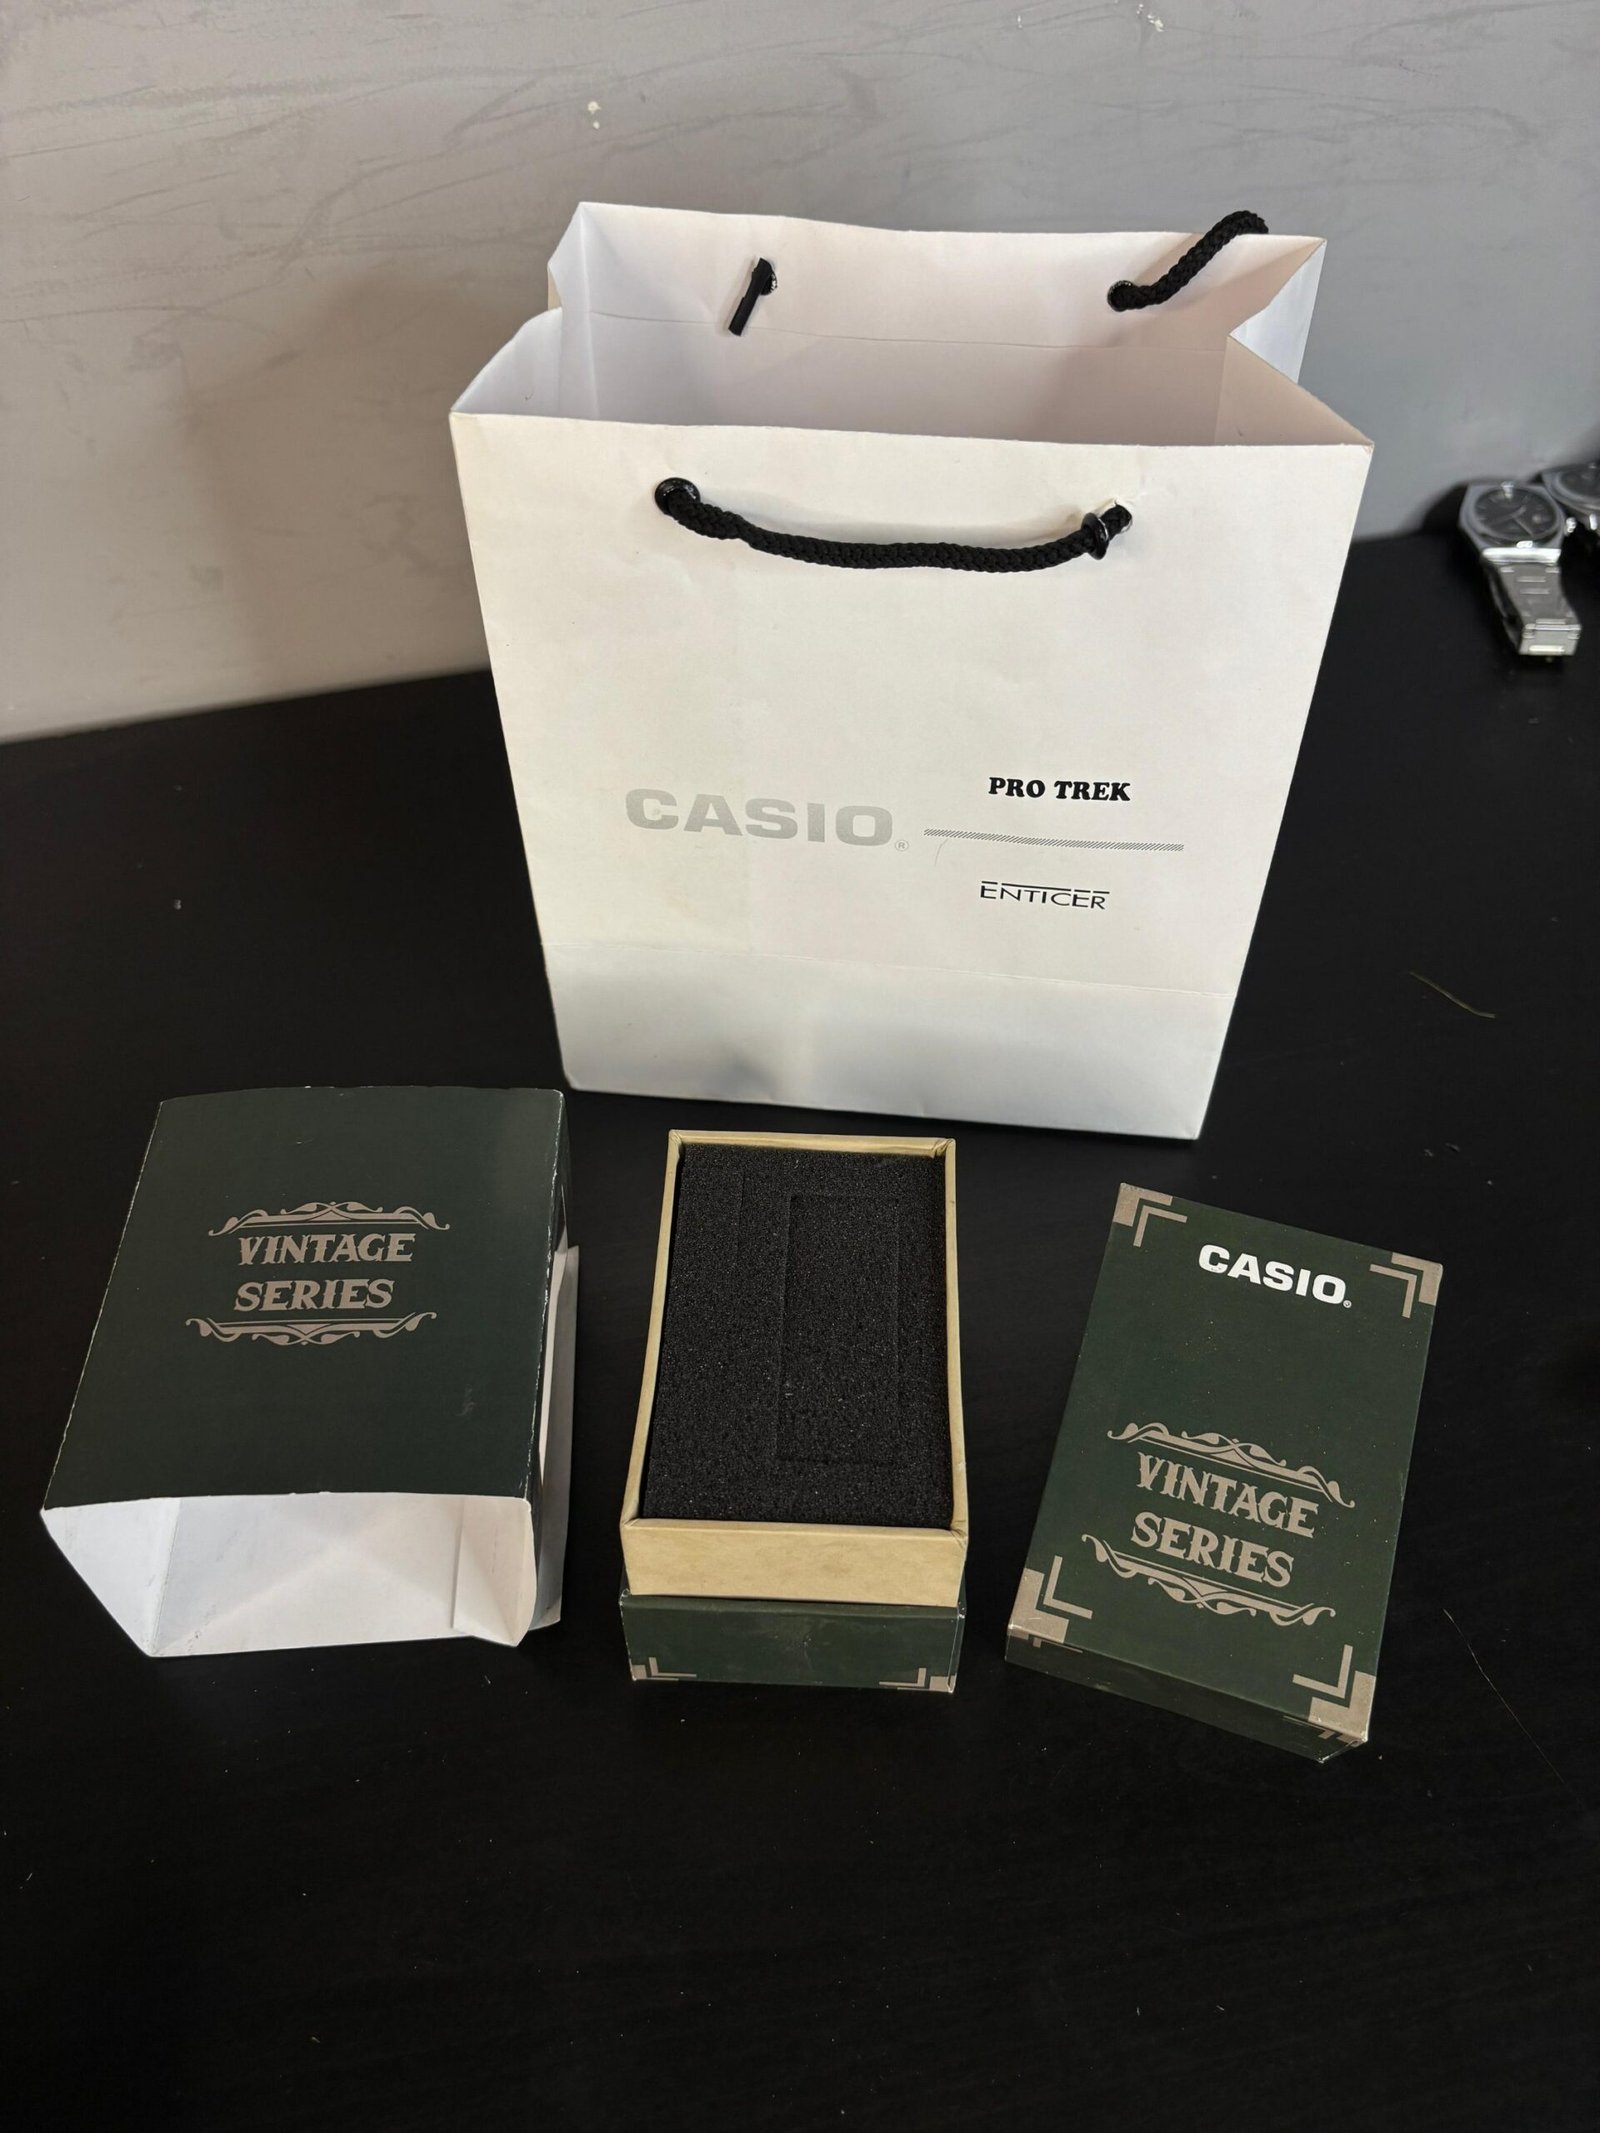 PRO TREK
CASIO®
ENTICER
VINTAGE
SERIES
CASIO®
VINTAGE
SERIES